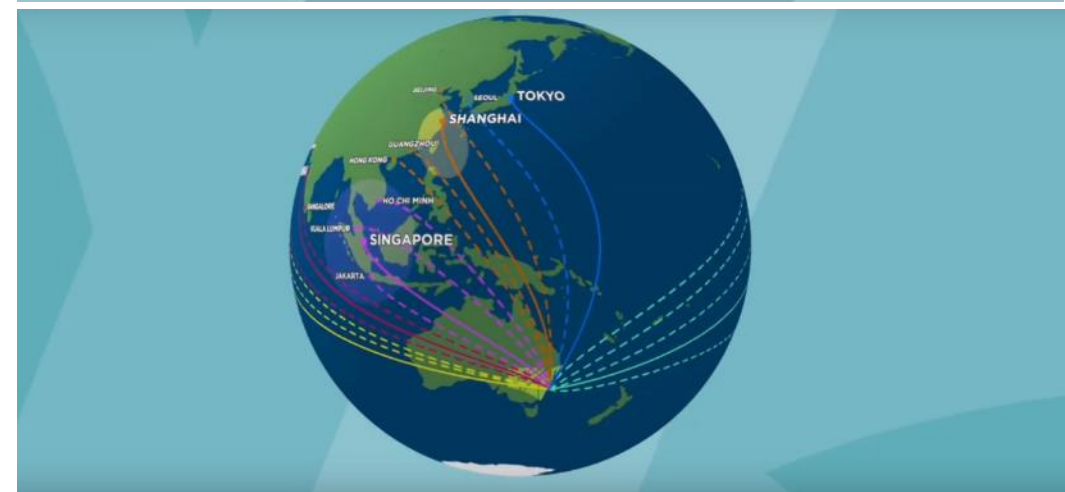 BEIJING
SEOUL
TOKYO
SHANGHAI
GUANGZHOU
HONG KONG
HO CHI MINH
BANGALORE
KUALA LUMPUR
SINGAPORE
JAKARTA